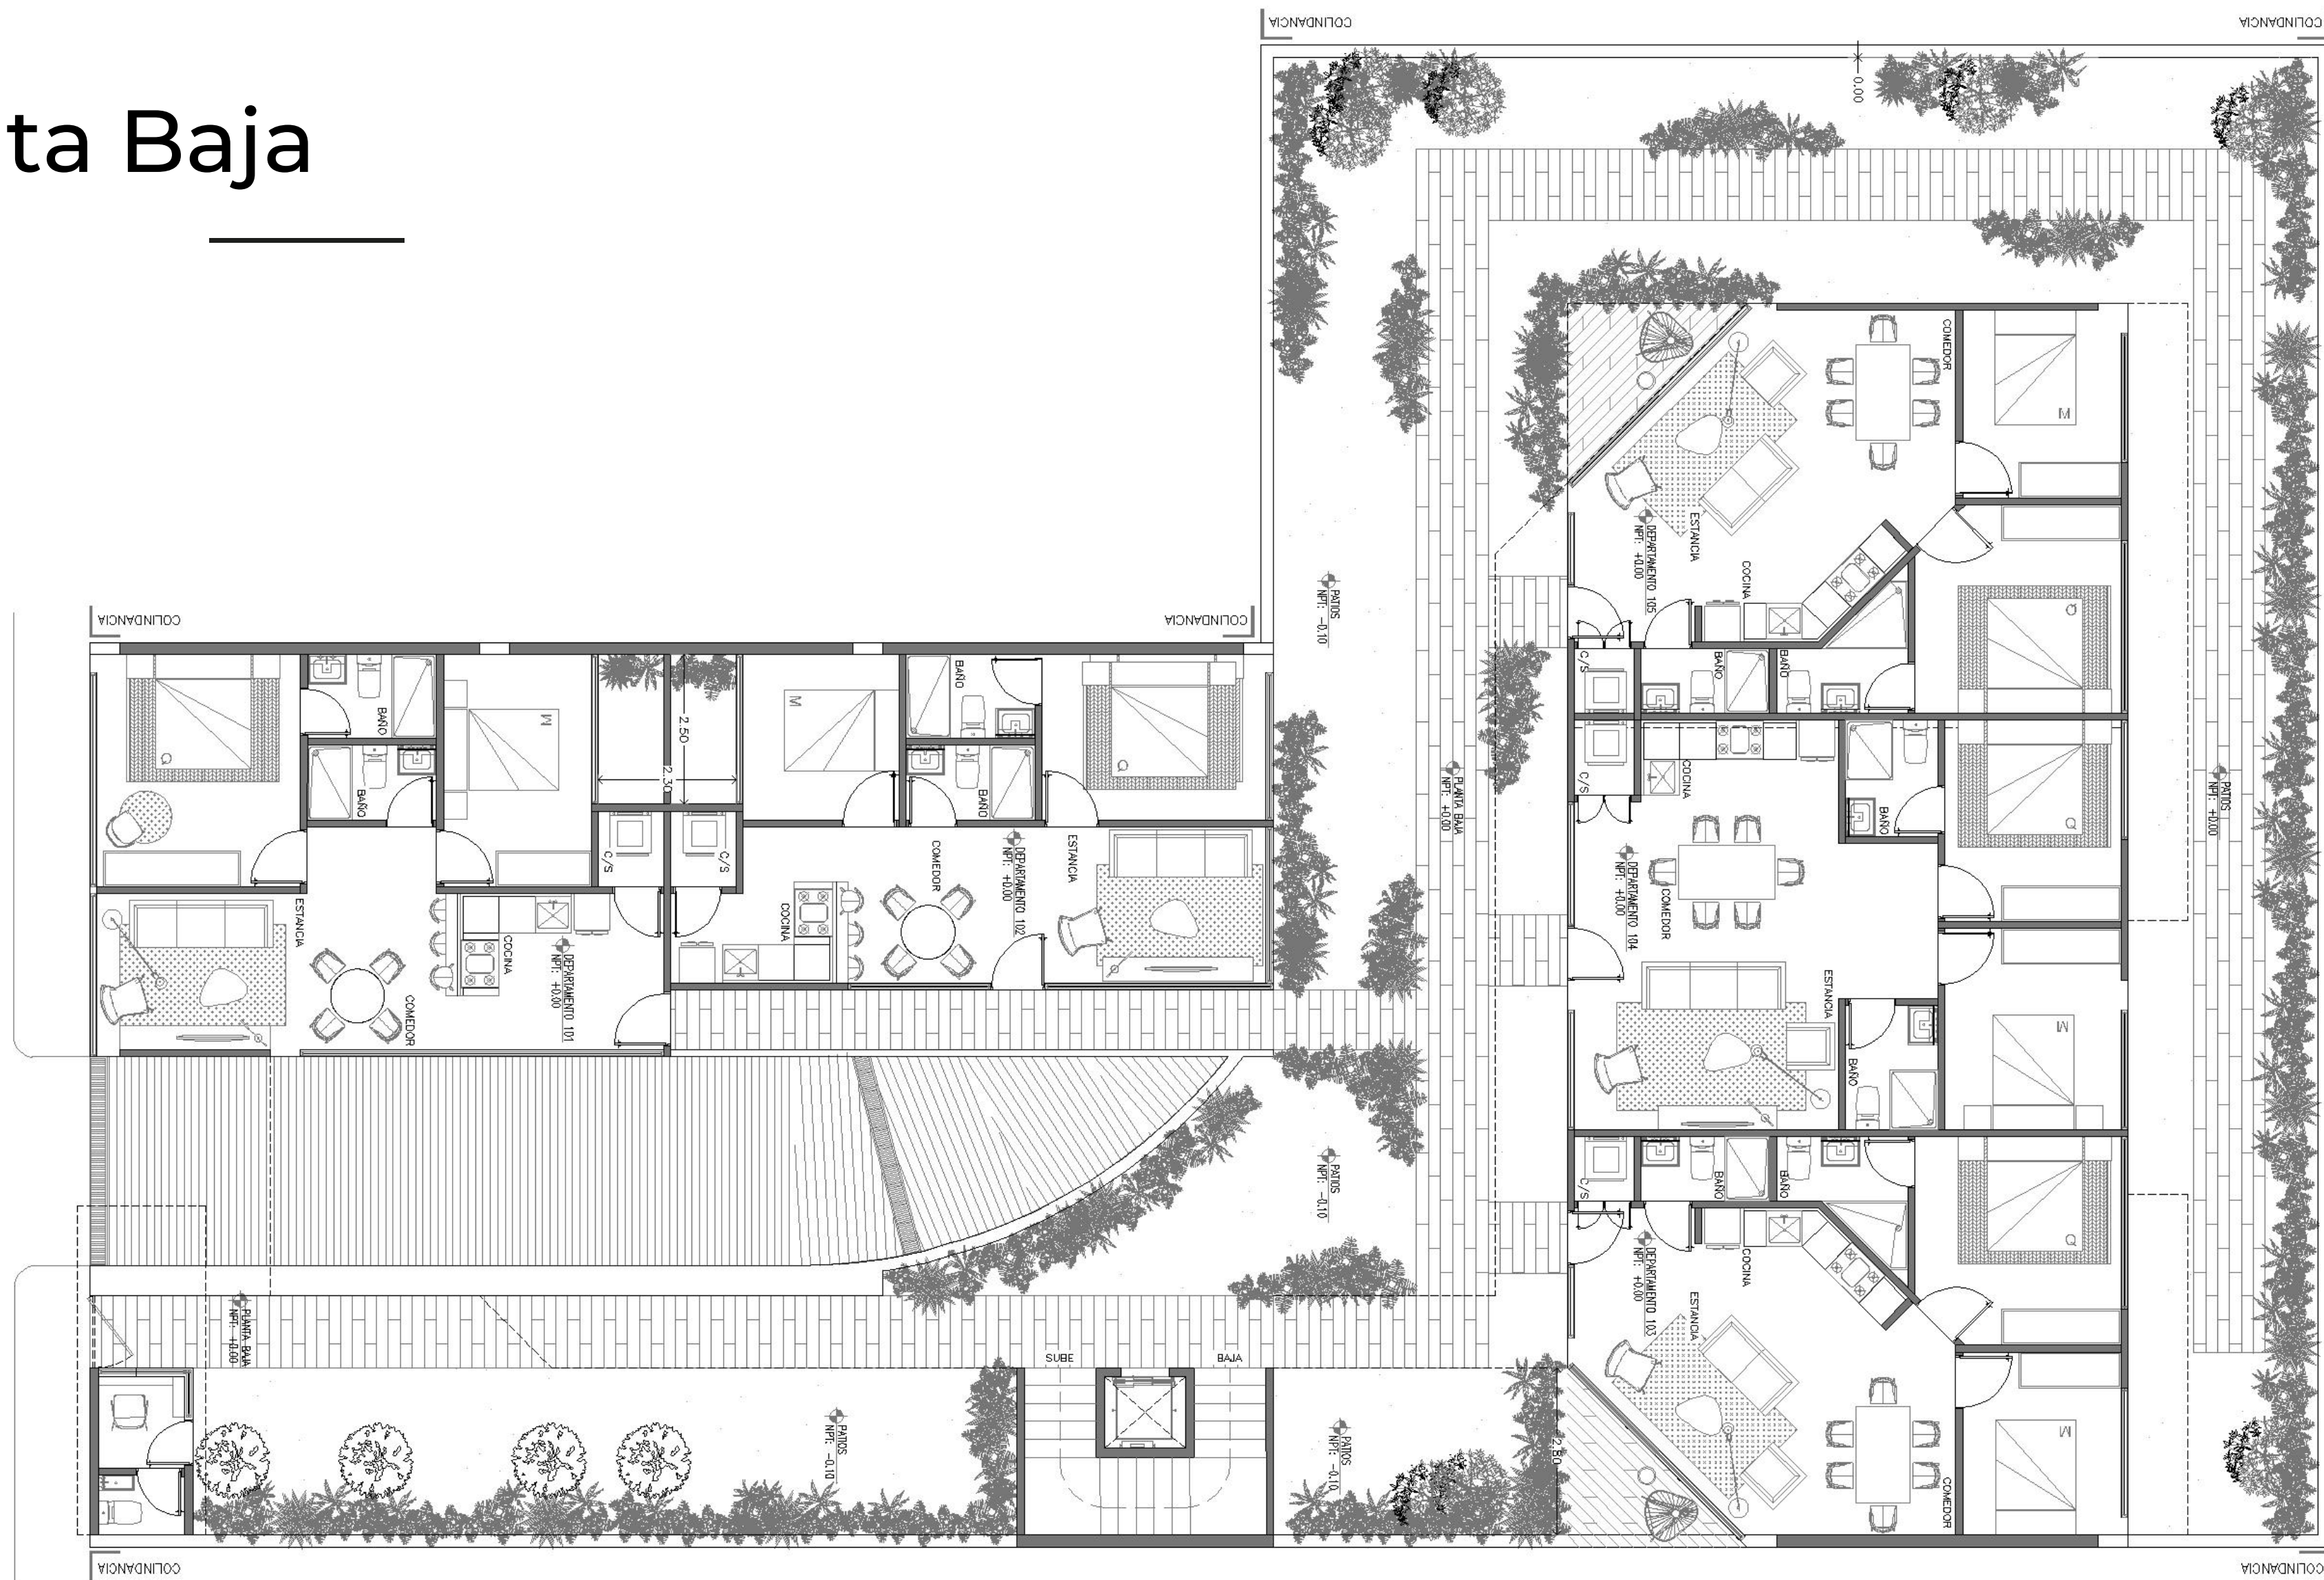 ta Baja
COLINDANCIA
COLINDANCIA
0.00
COMEDOR
M
ESTANCIA
DEPARTAMENTO 105
NPT: +0.00
COCINA
Q
PATIOS
NPT: -0.10
COLINDANCIA
COLINDANCIA
C/S
BAÑO
BAÑO
BAÑO
M
2.50
2.30
M
BAÑO
Q
Q
BAÑO
BAÑO
C/S
C/S
COMEDOR
DEPARTAMENTO 102
NPT: +0.00
ESTANCIA
COCINA
ESTANCIA
COCINA
DEPARTAMENTO 101
NPT: +0.00
COMEDOR
PLANTA BAJA
NPT: +0.00
C/S
COCINA
BAÑO
Q
PATIOS
NPT: +0.00
DEPARTAMENTO 104
NPT: +0.00
COMEDOR
ESTANCIA
M
BAÑO
PATIOS
NPT: -0.10
C/S
BAÑO
BAÑO
Q
DEPARTAMENTO 103
NPT: +0.00
COCINA
ESTANCIA
PLANTA BAJA
NPT: +0.00
SUBE
BAJA
PATIOS
NPT: -0.10
PATIOS
NPT: -0.10
2.80
COMEDOR
M
COLINDANCIA
COLINDANCIA